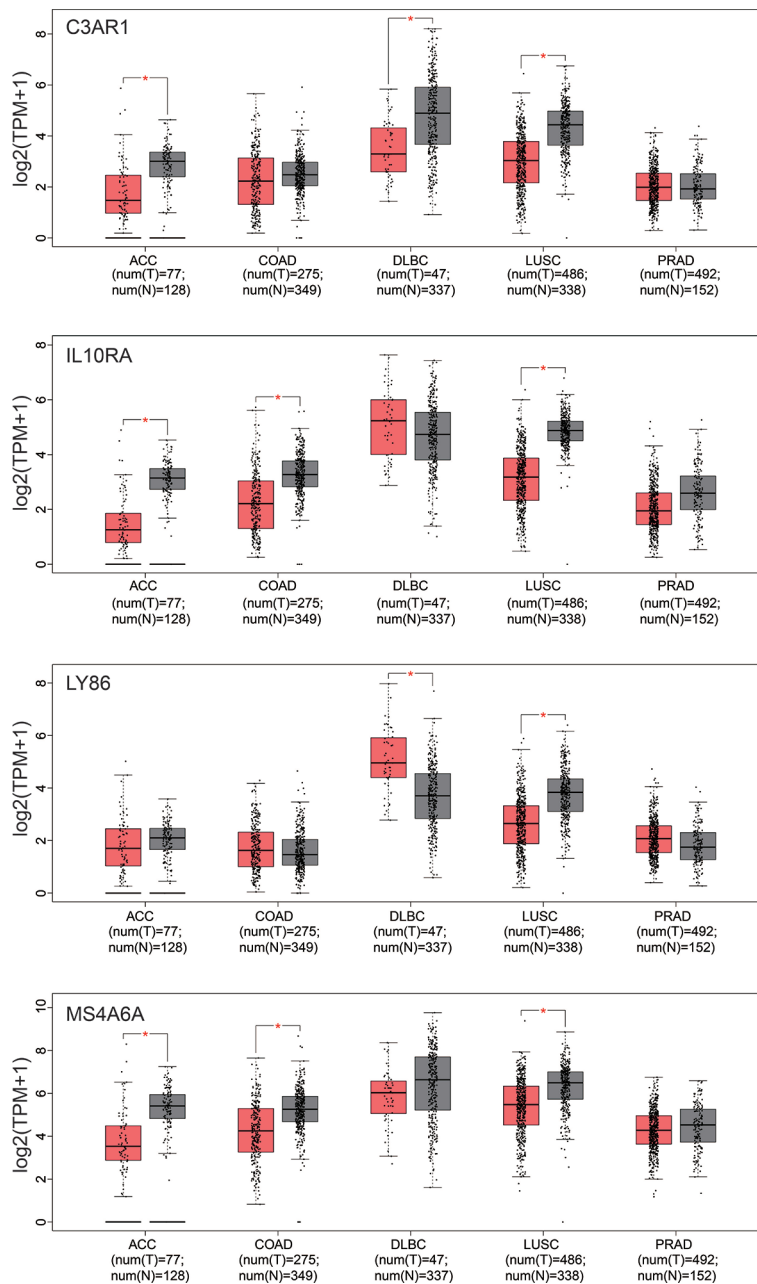 C3AR1
*
*
*
log2(TPM+1)
8
6
4
2
0
ACC COAD DLBC LUSC PRAD
(num(T)=77; (num(T)=275; (num(T)=47; (num(T)=486; (num(T)=492;
num(N)=128) num(N)=349) num(N)=337) num(N)=338) num(N)=152)
IL10RA
*
*
*
log2(TPM+1)
8
6
4
2
0
ACC COAD DLBC LUSC PRAD
(num(T)=77; (num(T)=275; (num(T)=47; (num(T)=486; (num(T)=492;
num(N)=128) num(N)=349) num(N)=337) num(N)=338) num(N)=152)
LY86
*
*
log2(TPM+1)
8
6
4
2
0
ACC COAD DLBC LUSC PRAD
(num(T)=77; (num(T)=275; (num(T)=47; (num(T)=486; (num(T)=492;
num(N)=128) num(N)=349) num(N)=337) num(N)=338) num(N)=152)
MS4A6A
*
*
*
log2(TPM+1)
10
8
6
4
2
0
ACC COAD DLBC LUSC PRAD
(num(T)=77; (num(T)=275; (num(T)=47; (num(T)=486; (num(T)=492;
num(N)=128) num(N)=349) num(N)=337) num(N)=338) num(N)=152)